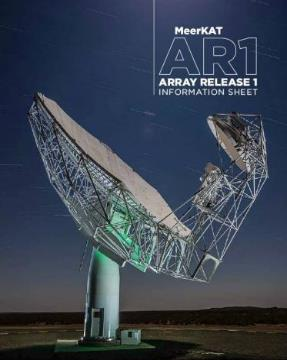 MeerKAT
AR1
ARRAY RELEASE 1
INFORMATION SHEET